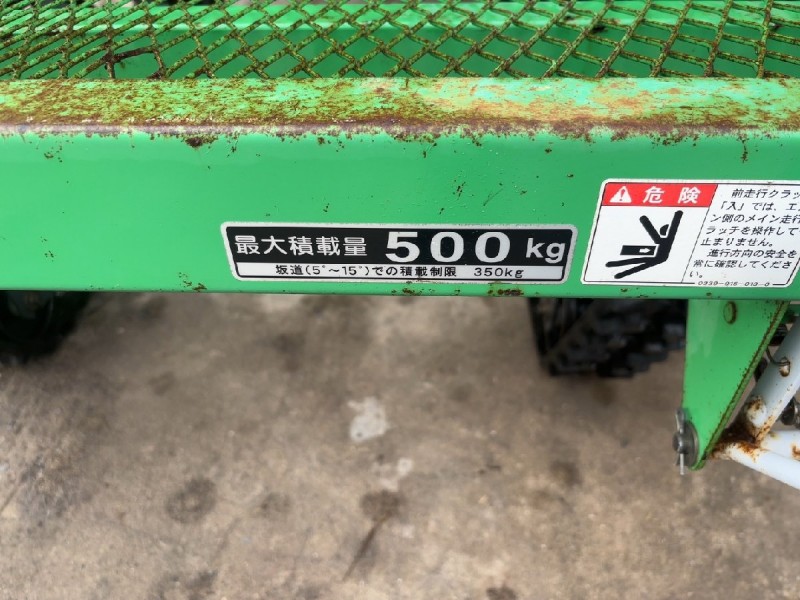 最大積載量 500kg
坂道(5°~15°)での積載制限 350kg
危険
前走行クラッ
「入」では、エ
ン側のメイン走行
ラッチを操作して
止まりません。
進行方向の安全を
常に確認してくださ
い。